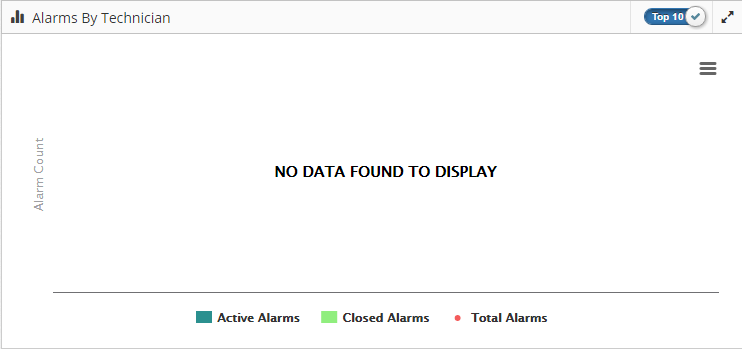 Alarms By Technician
Top 10
Alarm Count
NO DATA FOUND TO DISPLAY
Active Alarms
Closed Alarms
Total Alarms